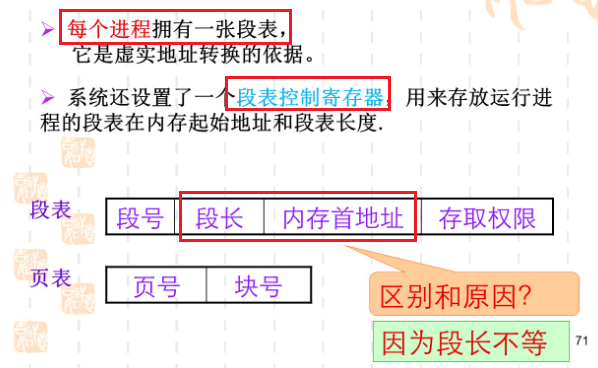 每个进程拥有一张段表，
它是虚实地址转换的依据。
系统还设置了一个段表控制寄存器，用来存放运行进
程的段表在内存起始地址和段表长度.
段表 段号 段长 内存首地址 存取权限
页表 页号 块号
区别和原因？
因为段长不等
71